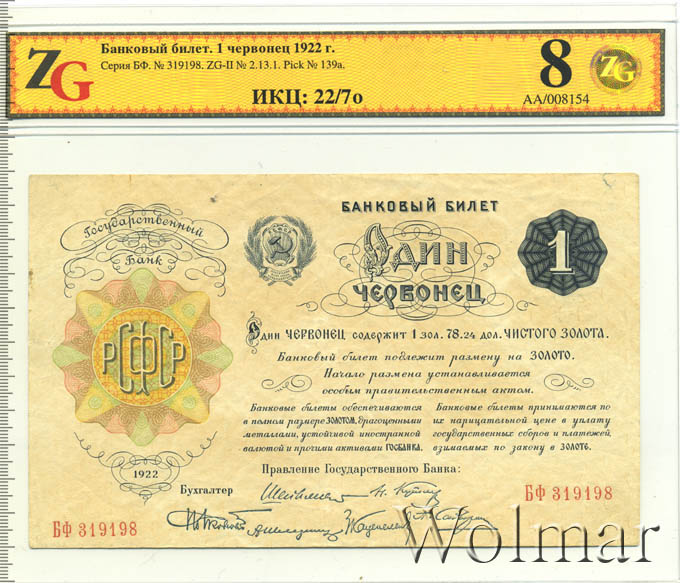 ZG
Банковый билет. 1 червонец 1922 г.
Серия БФ. № 319198. ZG-II № 2.13.1. Pick № 139a.
ИКЦ: 22/7о
8
AA/008154
ZG
Государственный
Банк
БАНКОВЫЙ БИЛЕТ
Один
червонец
1
РСФСР
Один ЧЕРВОНЕЦ содержит 1 зол. 78.24 дол. ЧИСТОГО ЗОЛОТА.
Банковый билет подлежит размену на ЗОЛОТО.
Начало размена устанавливается
особым правительственным актом.
Банковые билеты обеспечиваются
в полном размере ЗОЛОТОМ, драгоценными
металлами, устойчивой иностранной
валютой и прочими активами ГОСБАНКА.
Банковые билеты принимаются по
их нарицательной цене в уплату
государственных сборов и платежей,
взимаемых по закону в ЗОЛОТЕ.
1922
Правление Государственного Банка:
Бухгалтер
БФ 319198
БФ 319198
Wolmar